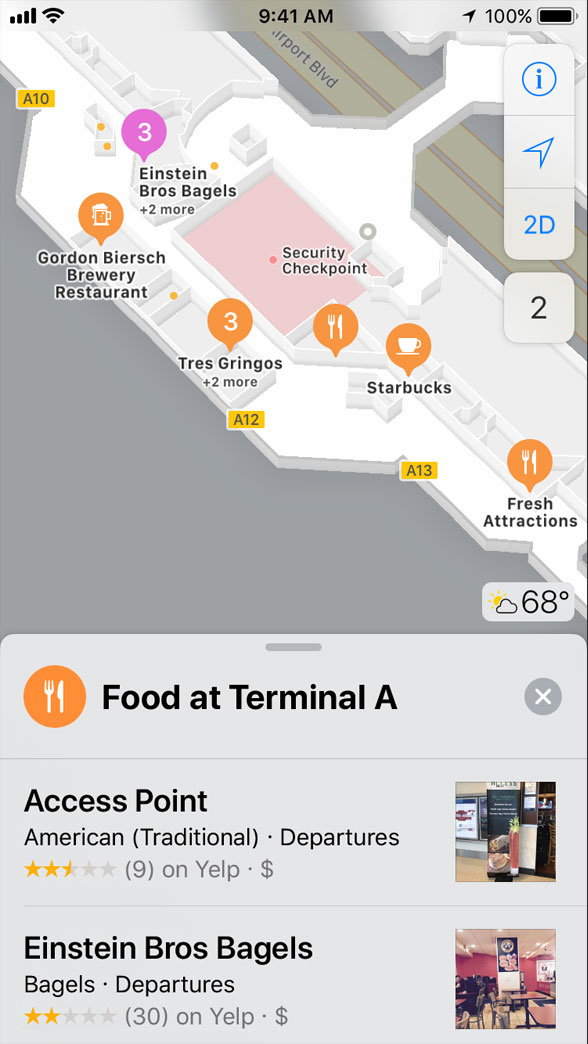 9:41 AM
100%
Airport Blvd
A10
3
Einstein
Bros Bagels
+2 more
2D
Gordon Biersch
Brewery
Restaurant
Security
Checkpoint
2
3
Tres Gringos
+2 more
Starbucks
A12
A13
Fresh
Attractions
68°
Food at Terminal A
Access Point
American (Traditional) · Departures
(9) on Yelp · $
Einstein Bros Bagels
Bagels · Departures
(30) on Yelp · $